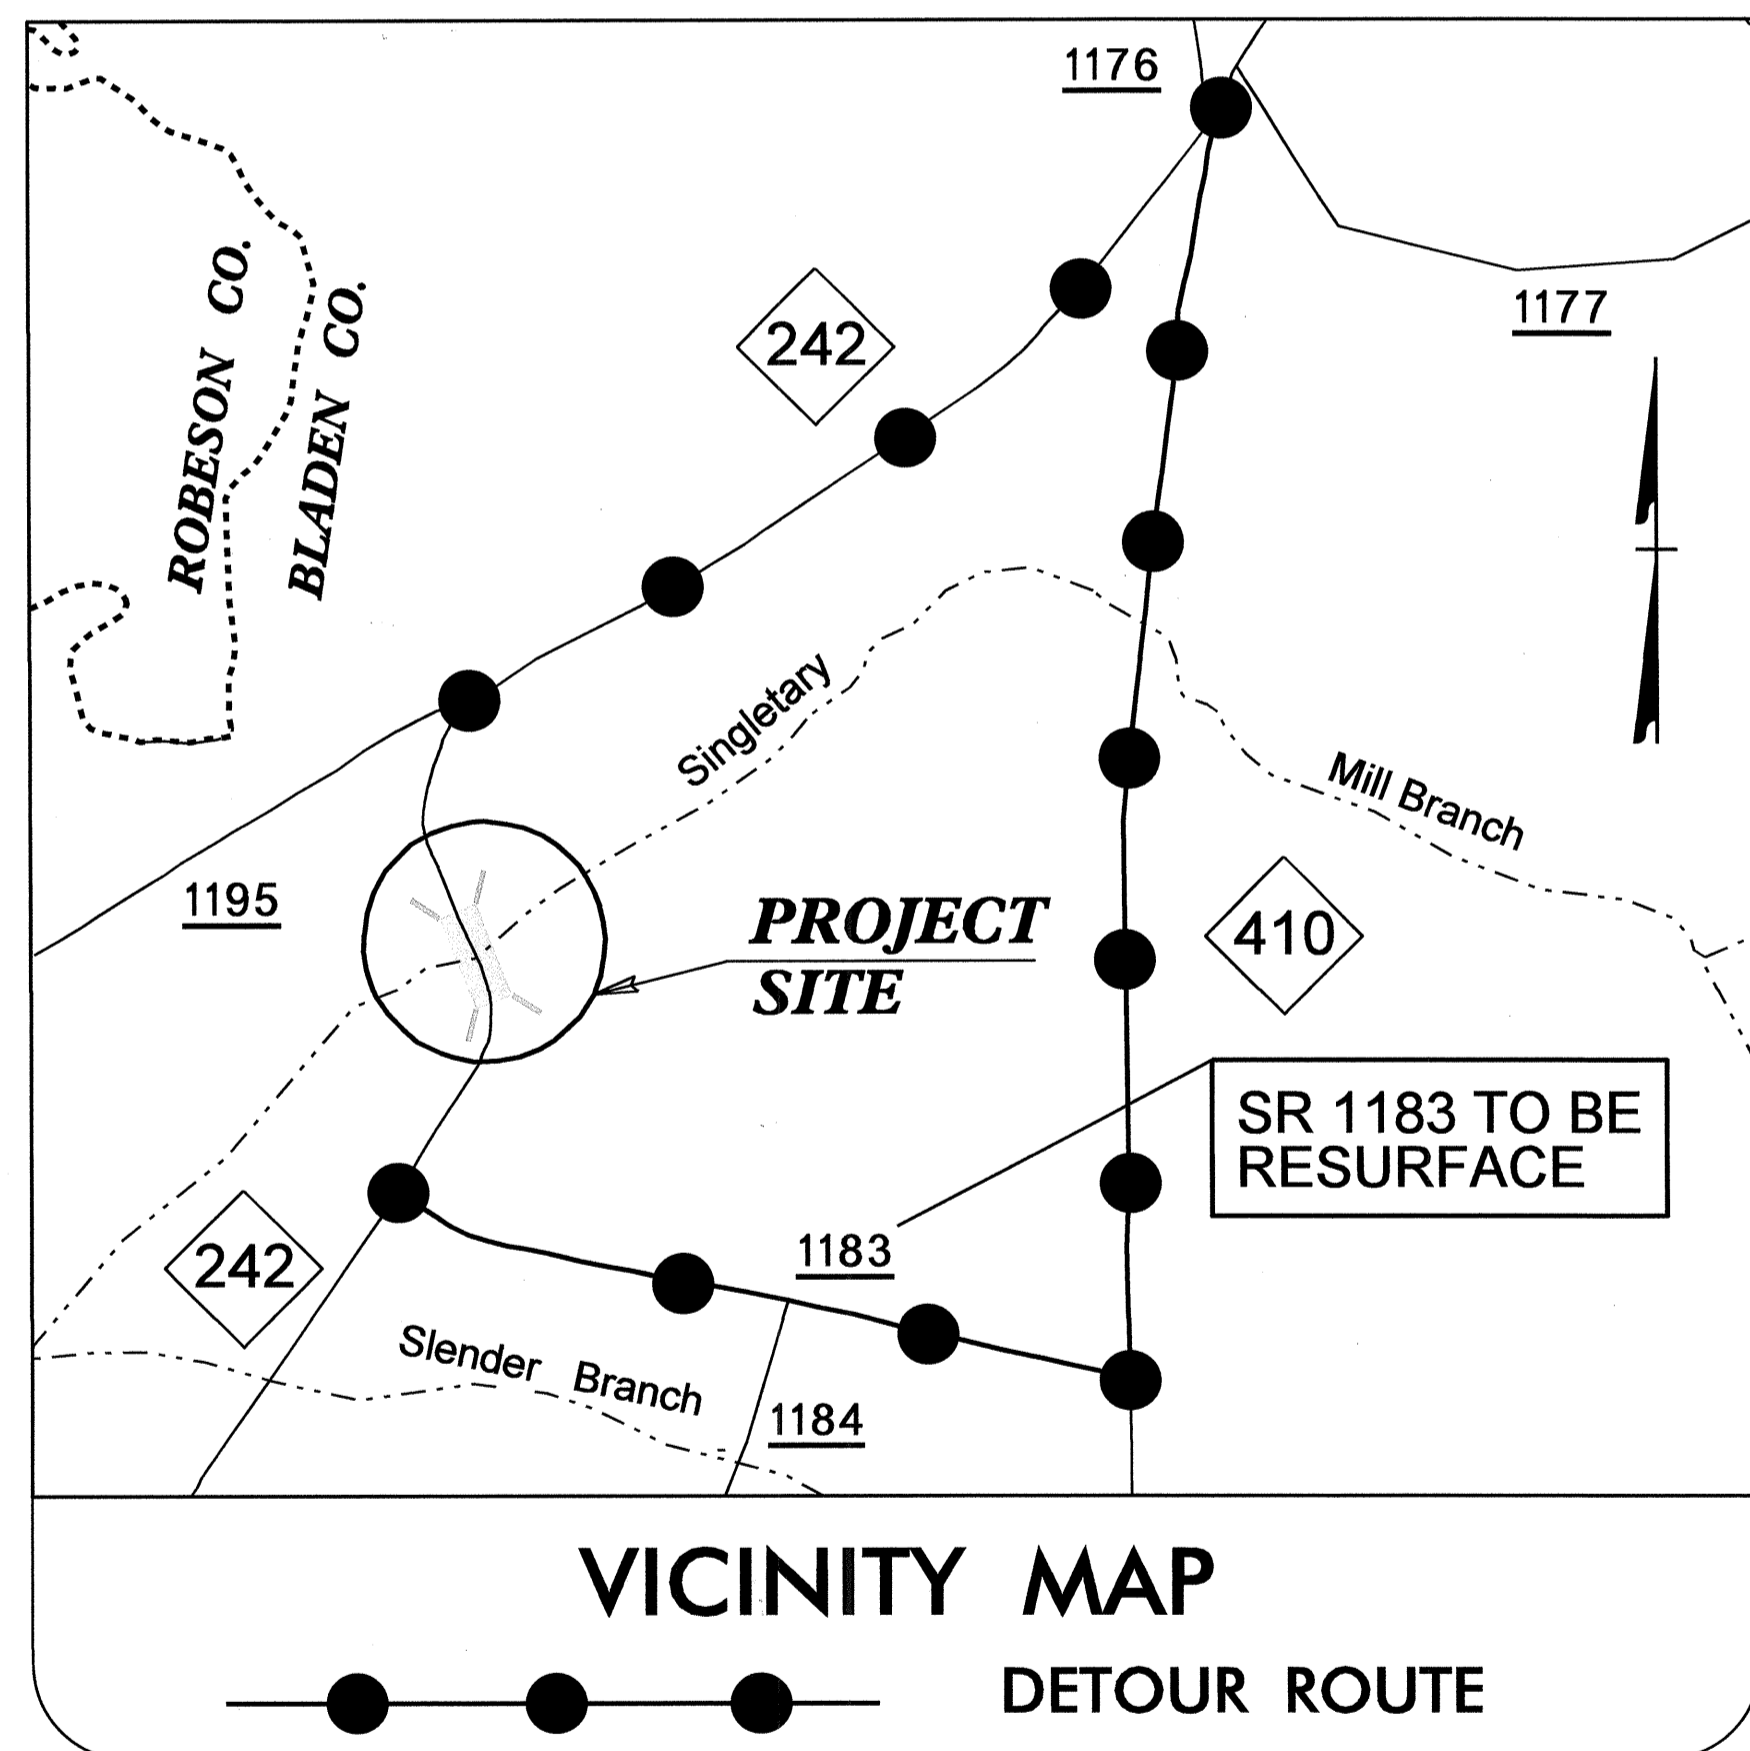 1176
1177
242
ROBESON CO.
BLADEN CO.
Singletary
Mill Branch
1195
PROJECT
SITE
410
SR 1183 TO BE
RESURFACE
1183
242
Slender Branch
1184
VICINITY MAP
DETOUR ROUTE